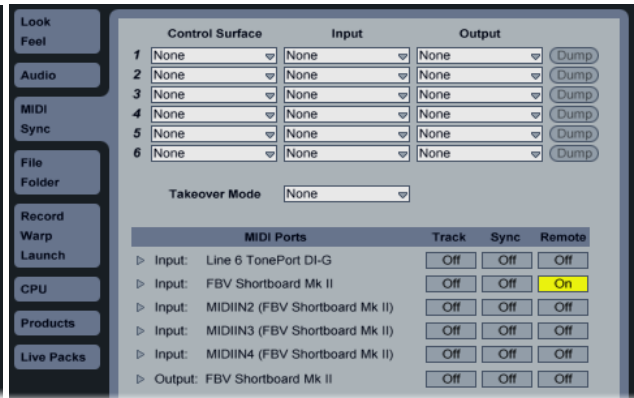 Look
Feel
Audio
MIDI
Sync
File
Folder
Record
Warp
Launch
CPU
Products
Live Packs
Control Surface Input Output
1 None None None Dump
2 None None None Dump
3 None None None Dump
4 None None None Dump
5 None None None Dump
6 None None None Dump
Takeover Mode None
MIDI Ports Track Sync Remote
Input: Line 6 TonePort DI-G Off Off Off
Input: FBV Shortboard Mk II Off Off On
Input: MIDIIN2 (FBV Shortboard Mk II) Off Off Off
Input: MIDIIN3 (FBV Shortboard Mk II) Off Off Off
Input: MIDIIN4 (FBV Shortboard Mk II) Off Off Off
Output: FBV Shortboard Mk II Off Off Off